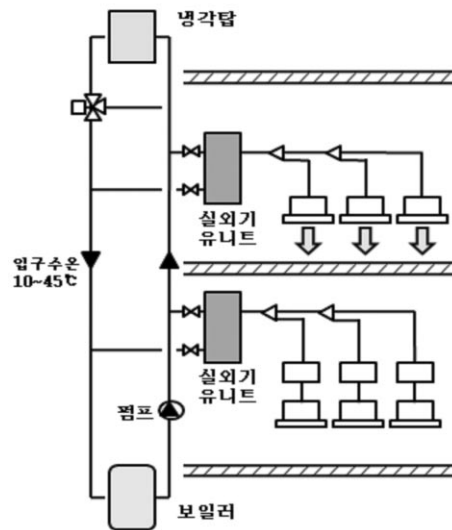 냉각탑
실외기
유니트
입구수온
10~45℃
실외기
유니트
펌프
보일러